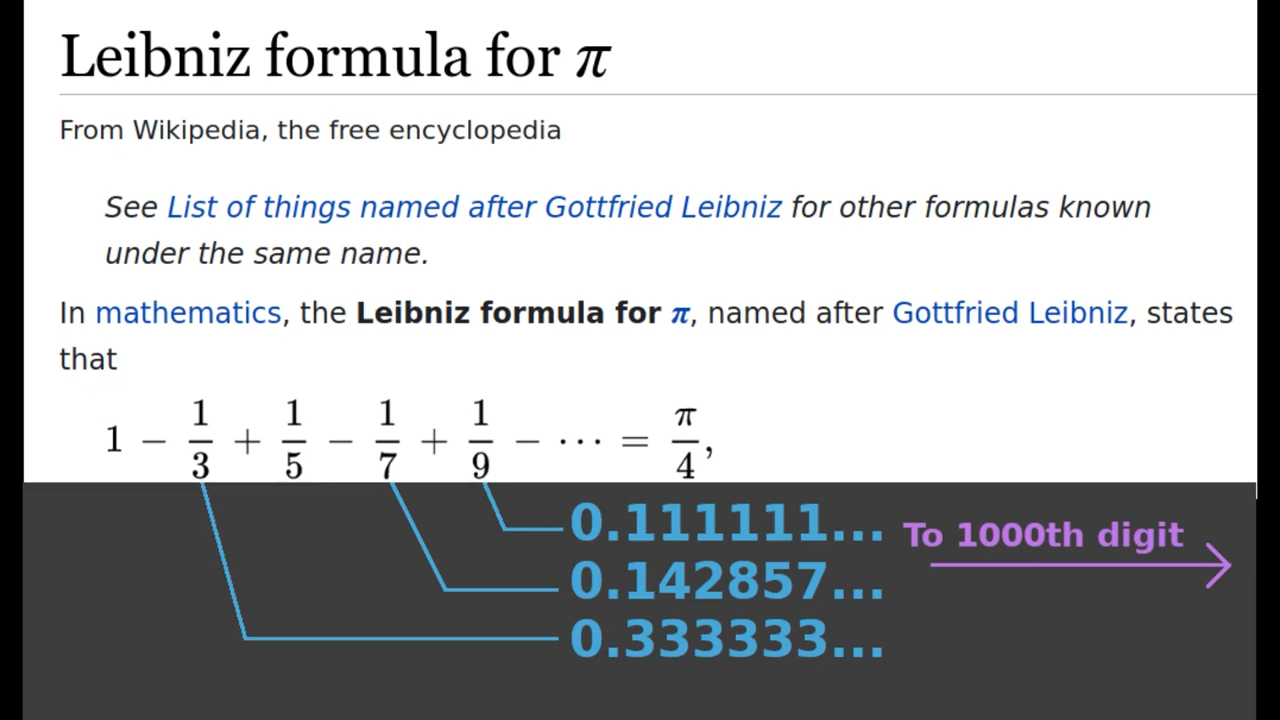 Leibniz formula for π
From Wikipedia, the free encyclopedia
See List of things named after Gottfried Leibniz for other formulas known
under the same name.
In mathematics, the Leibniz formula for π, named after Gottfried Leibniz, states
that
1 − 1/3 + 1/5 − 1/7 + 1/9 − ⋯ = π/4,
0.111111... To 1000th digit
0.142857...
0.333333...